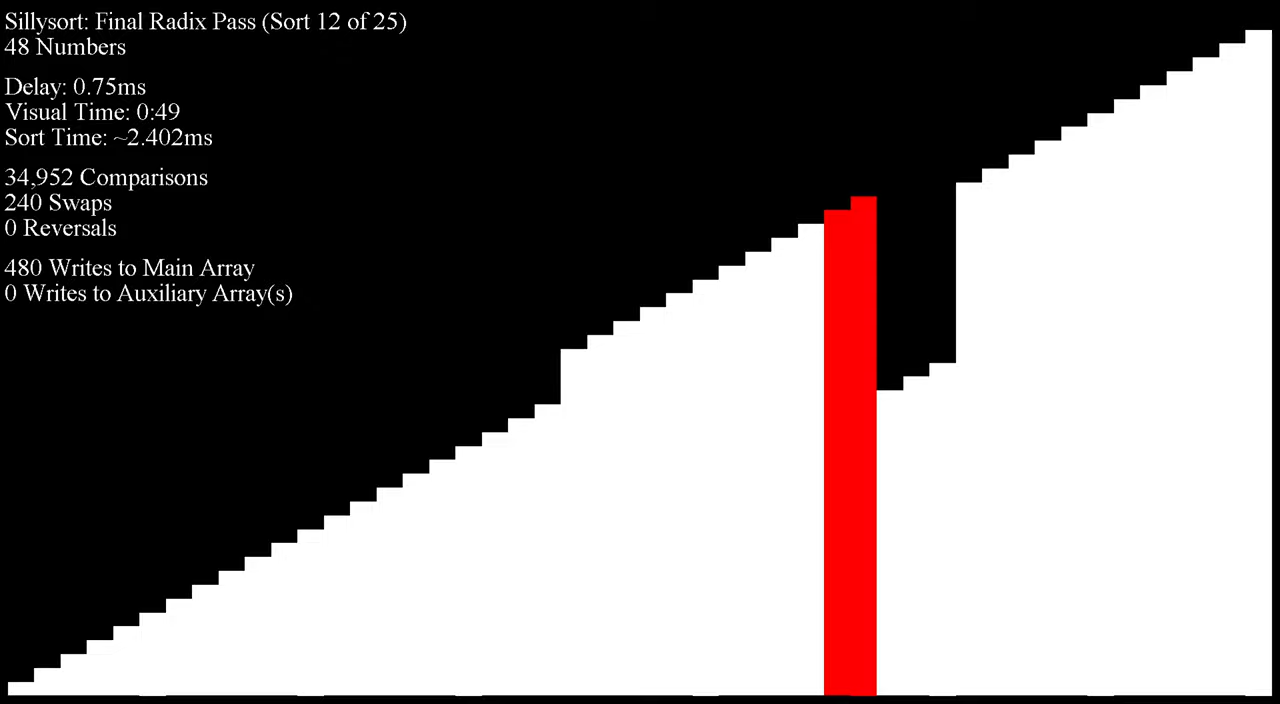 Sillysort: Final Radix Pass (Sort 12 of 25)
48 Numbers
Delay: 0.75ms
Visual Time: 0:49
Sort Time: ~2.402ms
34,952 Comparisons
240 Swaps
0 Reversals
480 Writes to Main Array
0 Writes to Auxiliary Array(s)